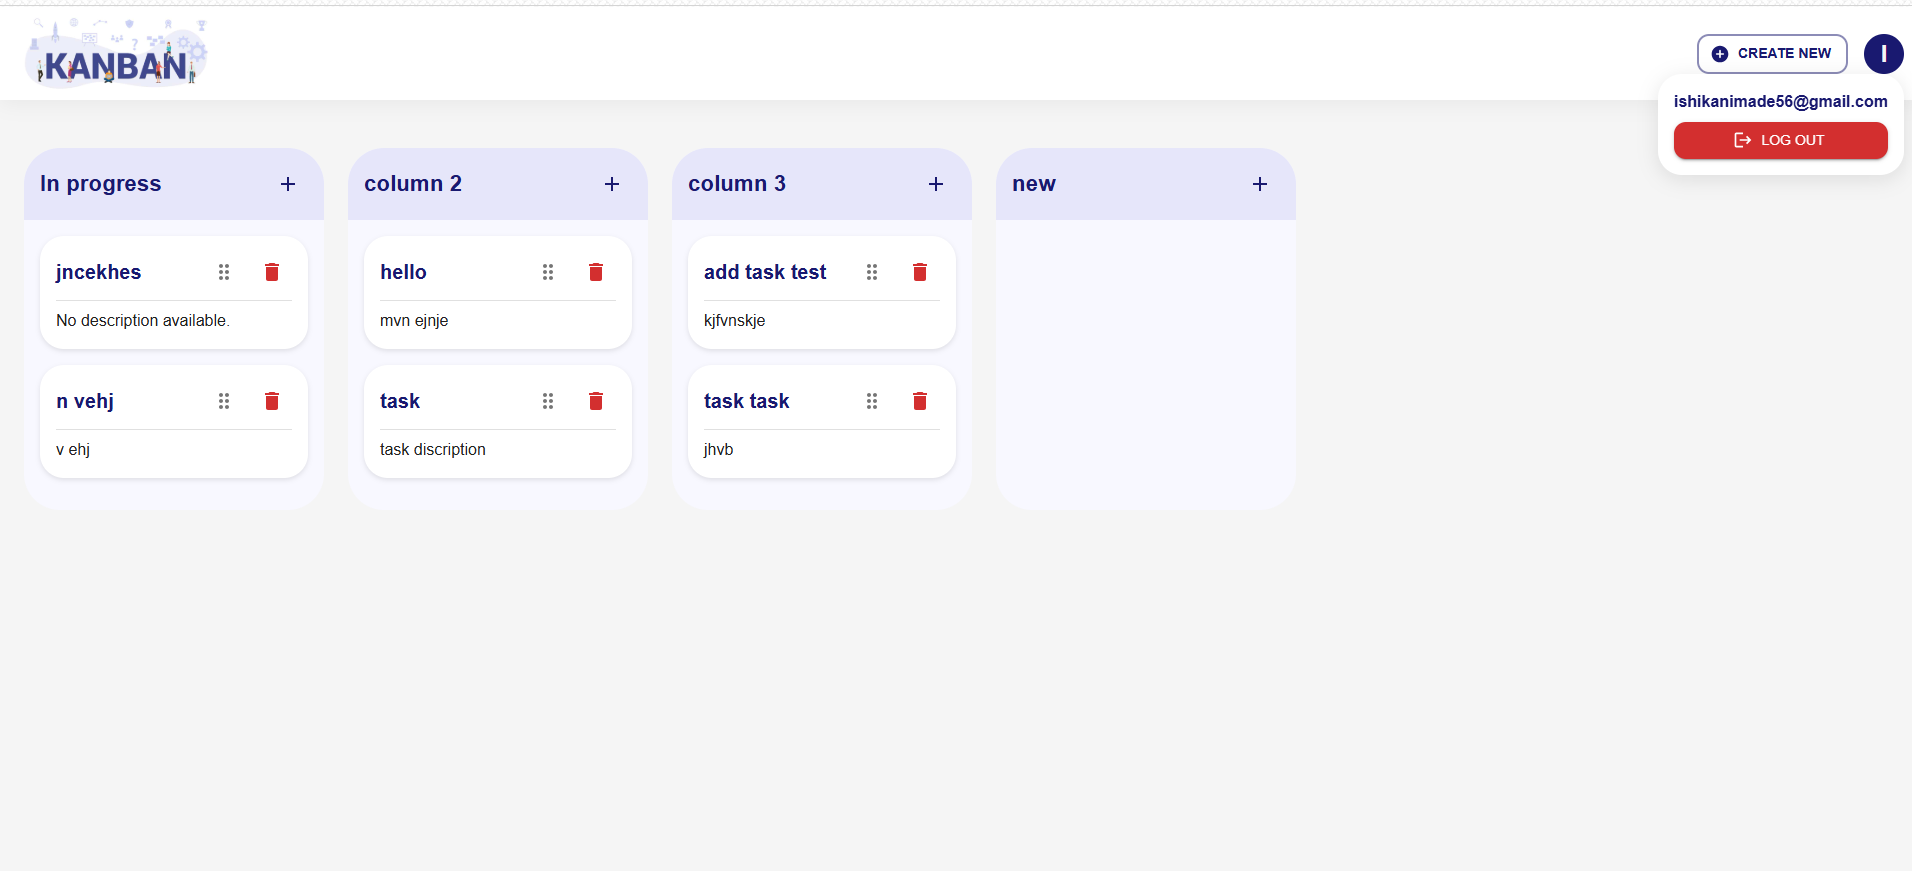 KANBAN
CREATE NEW
I
ishikanimade56@gmail.com
LOG OUT
In progress
jncekhes
No description available.
n vehj
v ehj
column 2
hello
mvn ejnje
task
task discription
column 3
add task test
kjfvnskje
task task
jhvb
new